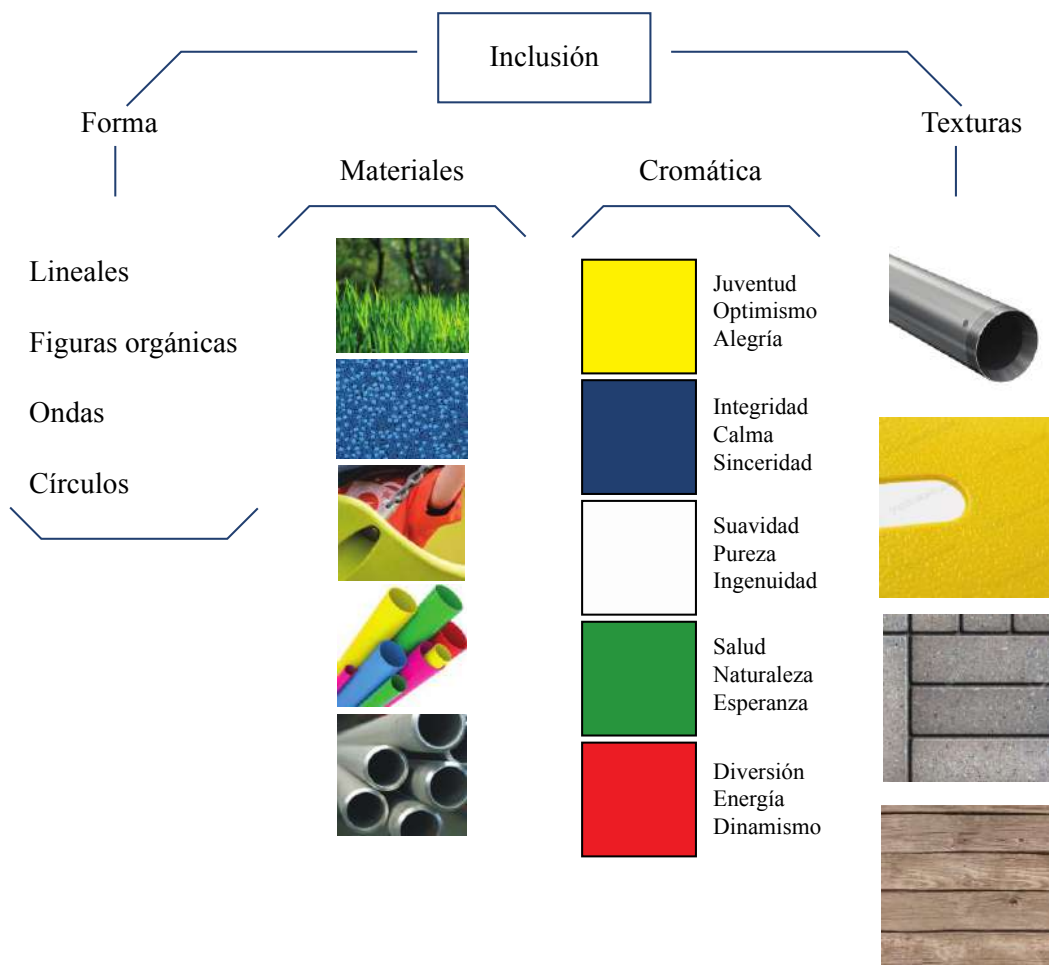 Inclusión
Forma
Texturas
Materiales
Cromática
Lineales
Figuras orgánicas
Ondas
Círculos
Juventud
Optimismo
Alegría
Integridad
Calma
Sinceridad
Suavidad
Pureza
Ingenuidad
Salud
Naturaleza
Esperanza
Diversión
Energía
Dinamismo